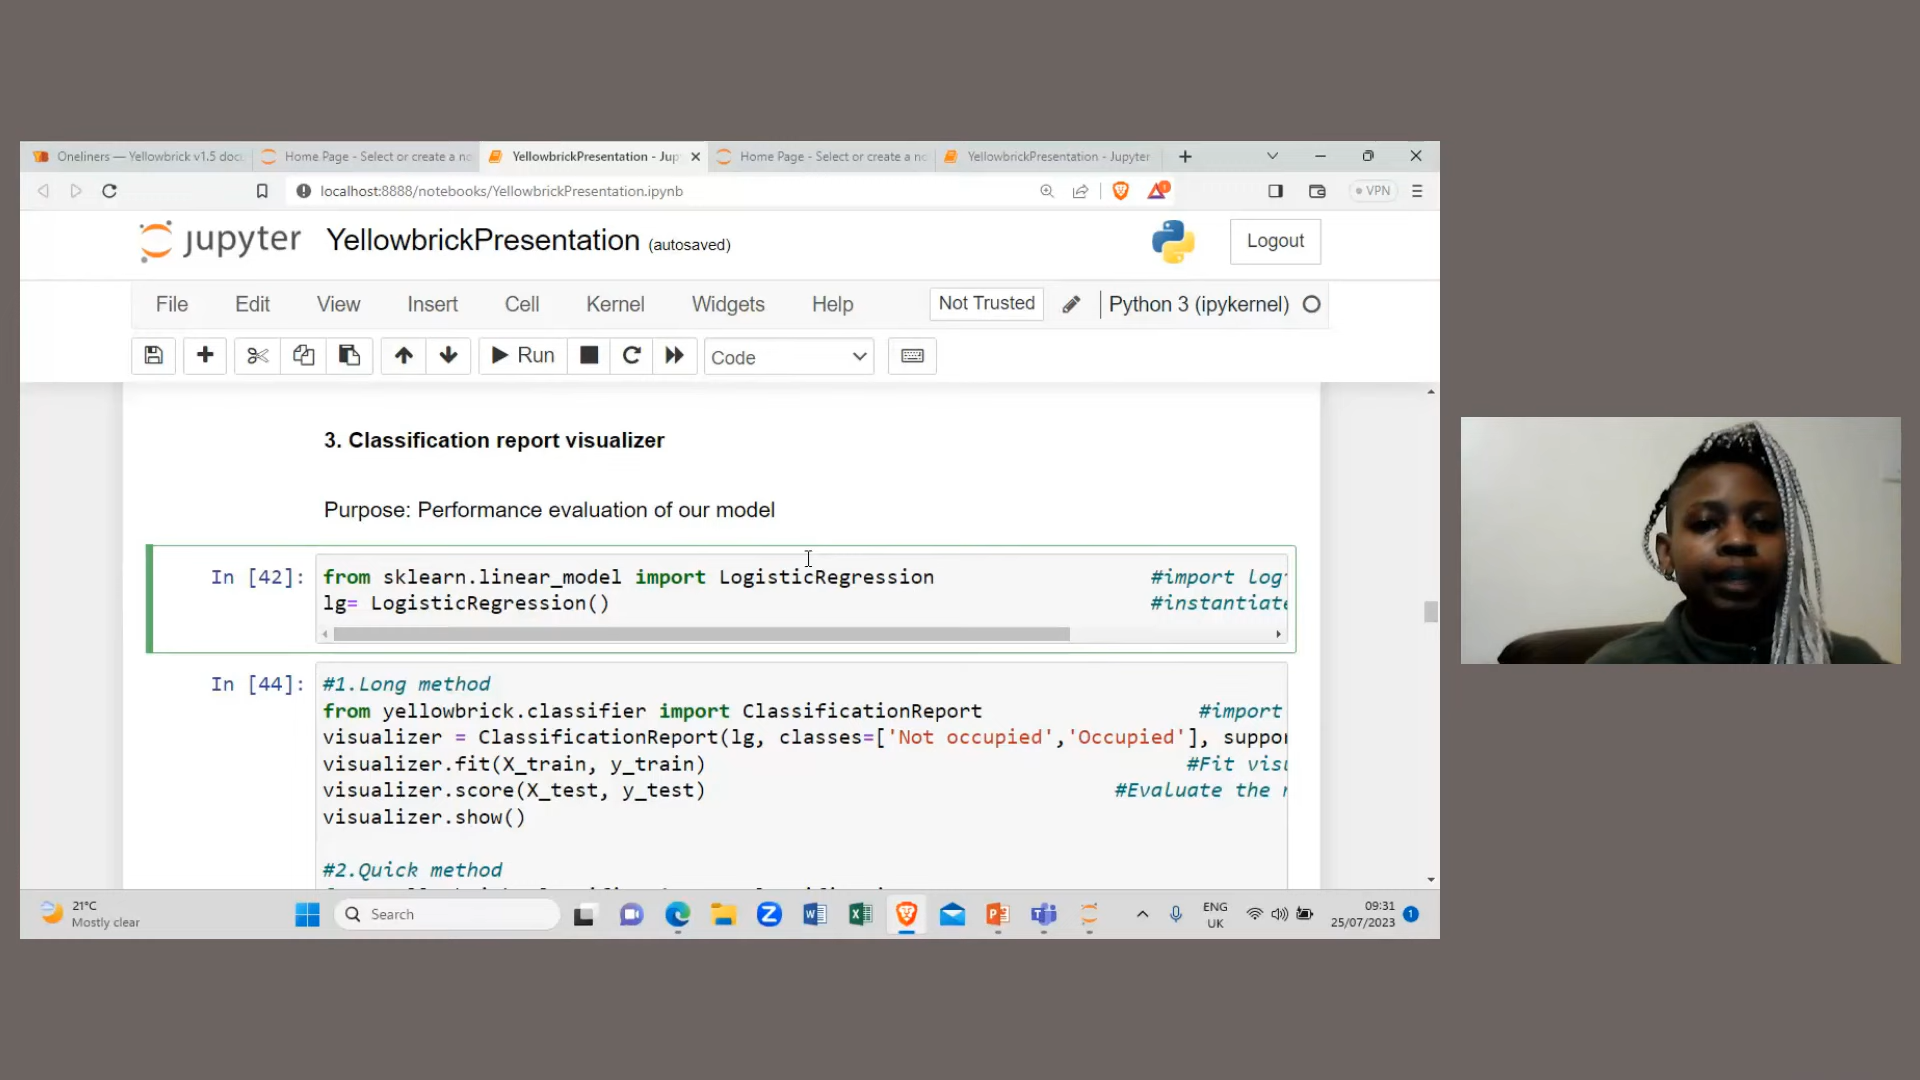 Oneliners — Yellowbrick v1.5 doc
Home Page - Select or create a no
YellowbrickPresentation - Jup
Home Page - Select or create a no
YellowbrickPresentation - Jupyter
localhost:8888/notebooks/YellowbrickPresentation.ipynb
VPN
jupyter YellowbrickPresentation (autosaved)
Logout
File Edit View Insert Cell Kernel Widgets Help
Not Trusted
Python 3 (ipykernel)
Run
Code
3. Classification report visualizer
Purpose: Performance evaluation of our model
In [42]: from sklearn.linear_model import LogisticRegression #import log
lg= LogisticRegression() #instantiate
In [44]: #1.Long method
from yellowbrick.classifier import ClassificationReport #import
visualizer = ClassificationReport(lg, classes=['Not occupied','Occupied'], suppor
visualizer.fit(X_train, y_train) #Fit vis
visualizer.score(X_test, y_test) #Evaluate the
visualizer.show()
#2.Quick method
21°C
Mostly clear
Search
ENG
UK
09:31
25/07/2023
1